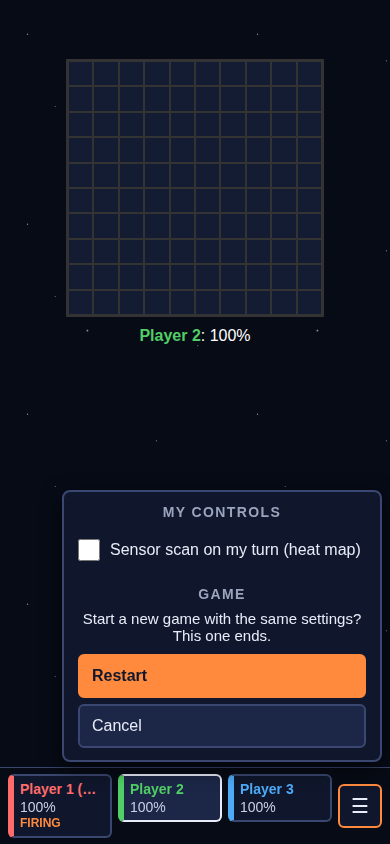 Player 2: 100%
MY CONTROLS
Sensor scan on my turn (heat map)
GAME
Start a new game with the same settings?
This one ends.
Restart
Cancel
Player 1 (...
100%
FIRING
Player 2
100%
Player 3
100%
☰